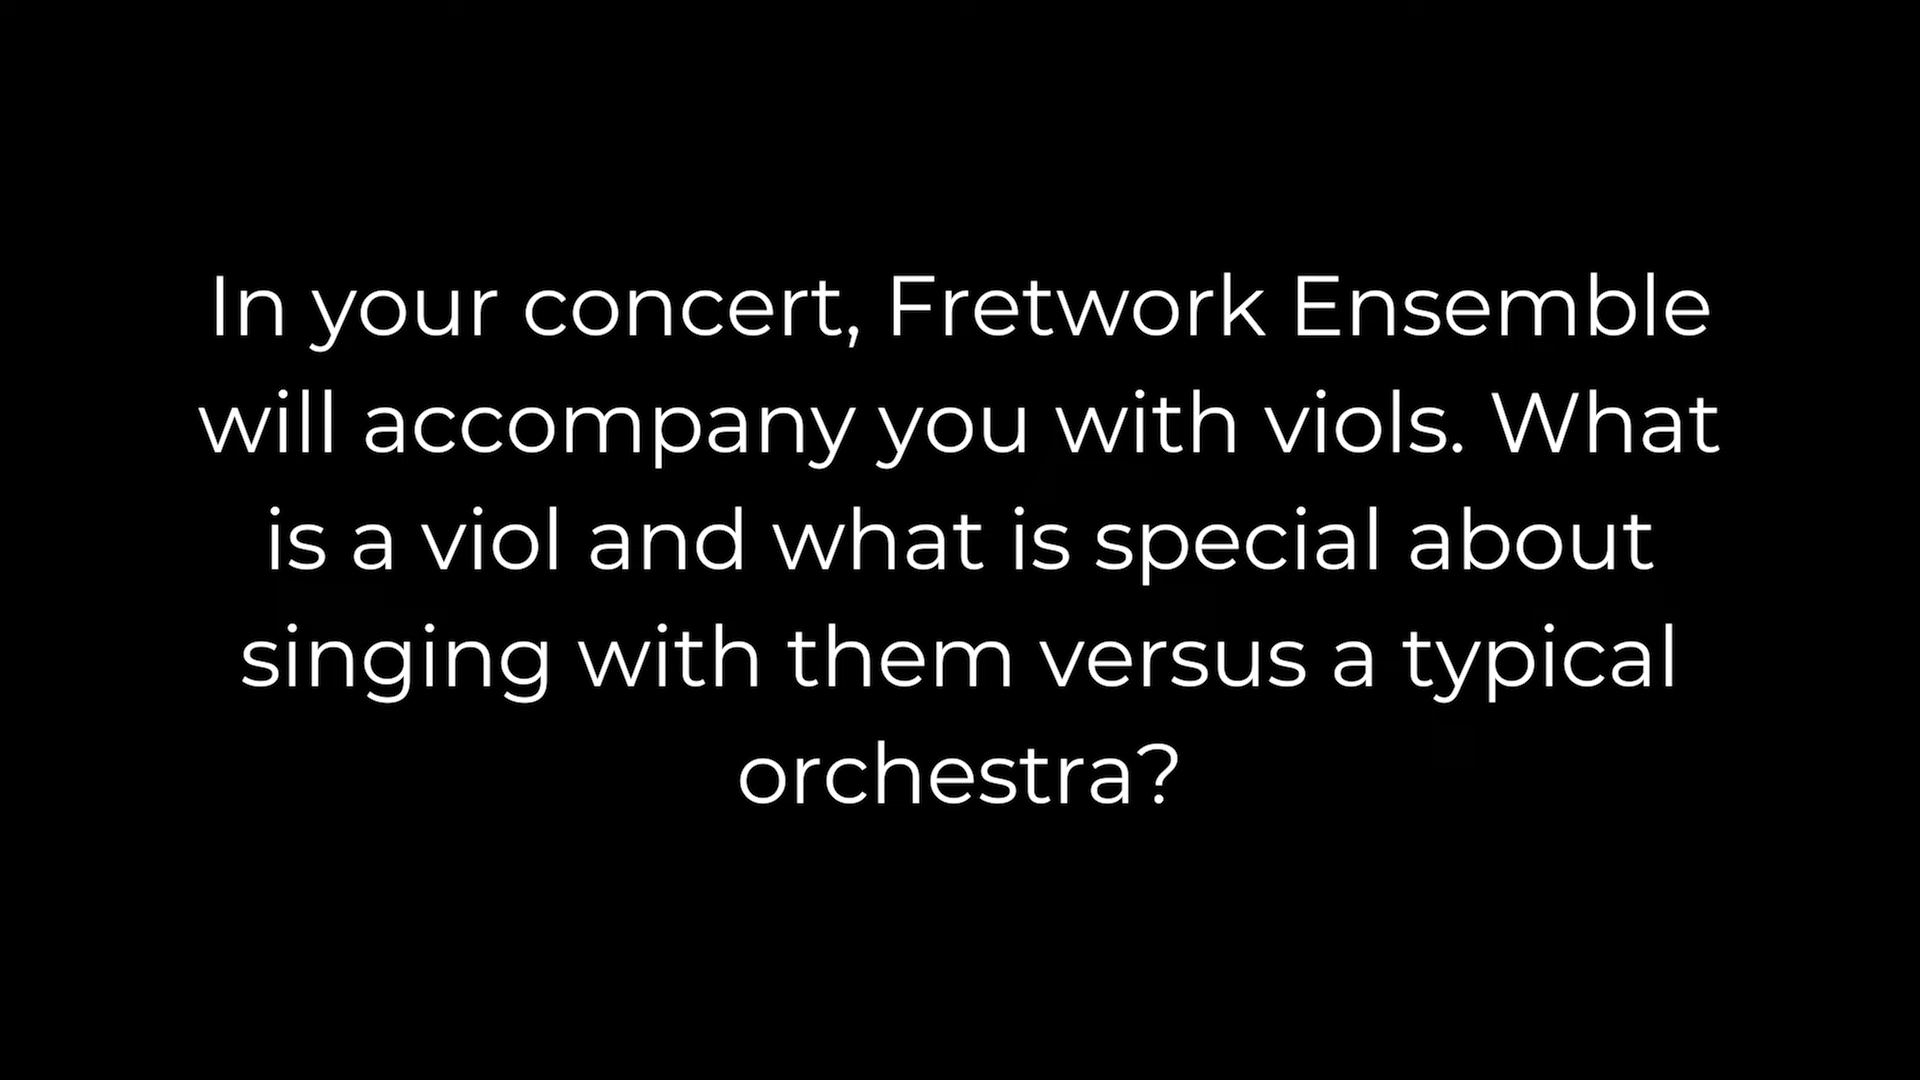 In your concert, Fretwork Ensemble
will accompany you with viols. What
is a viol and what is special about
singing with them versus a typical
orchestra?